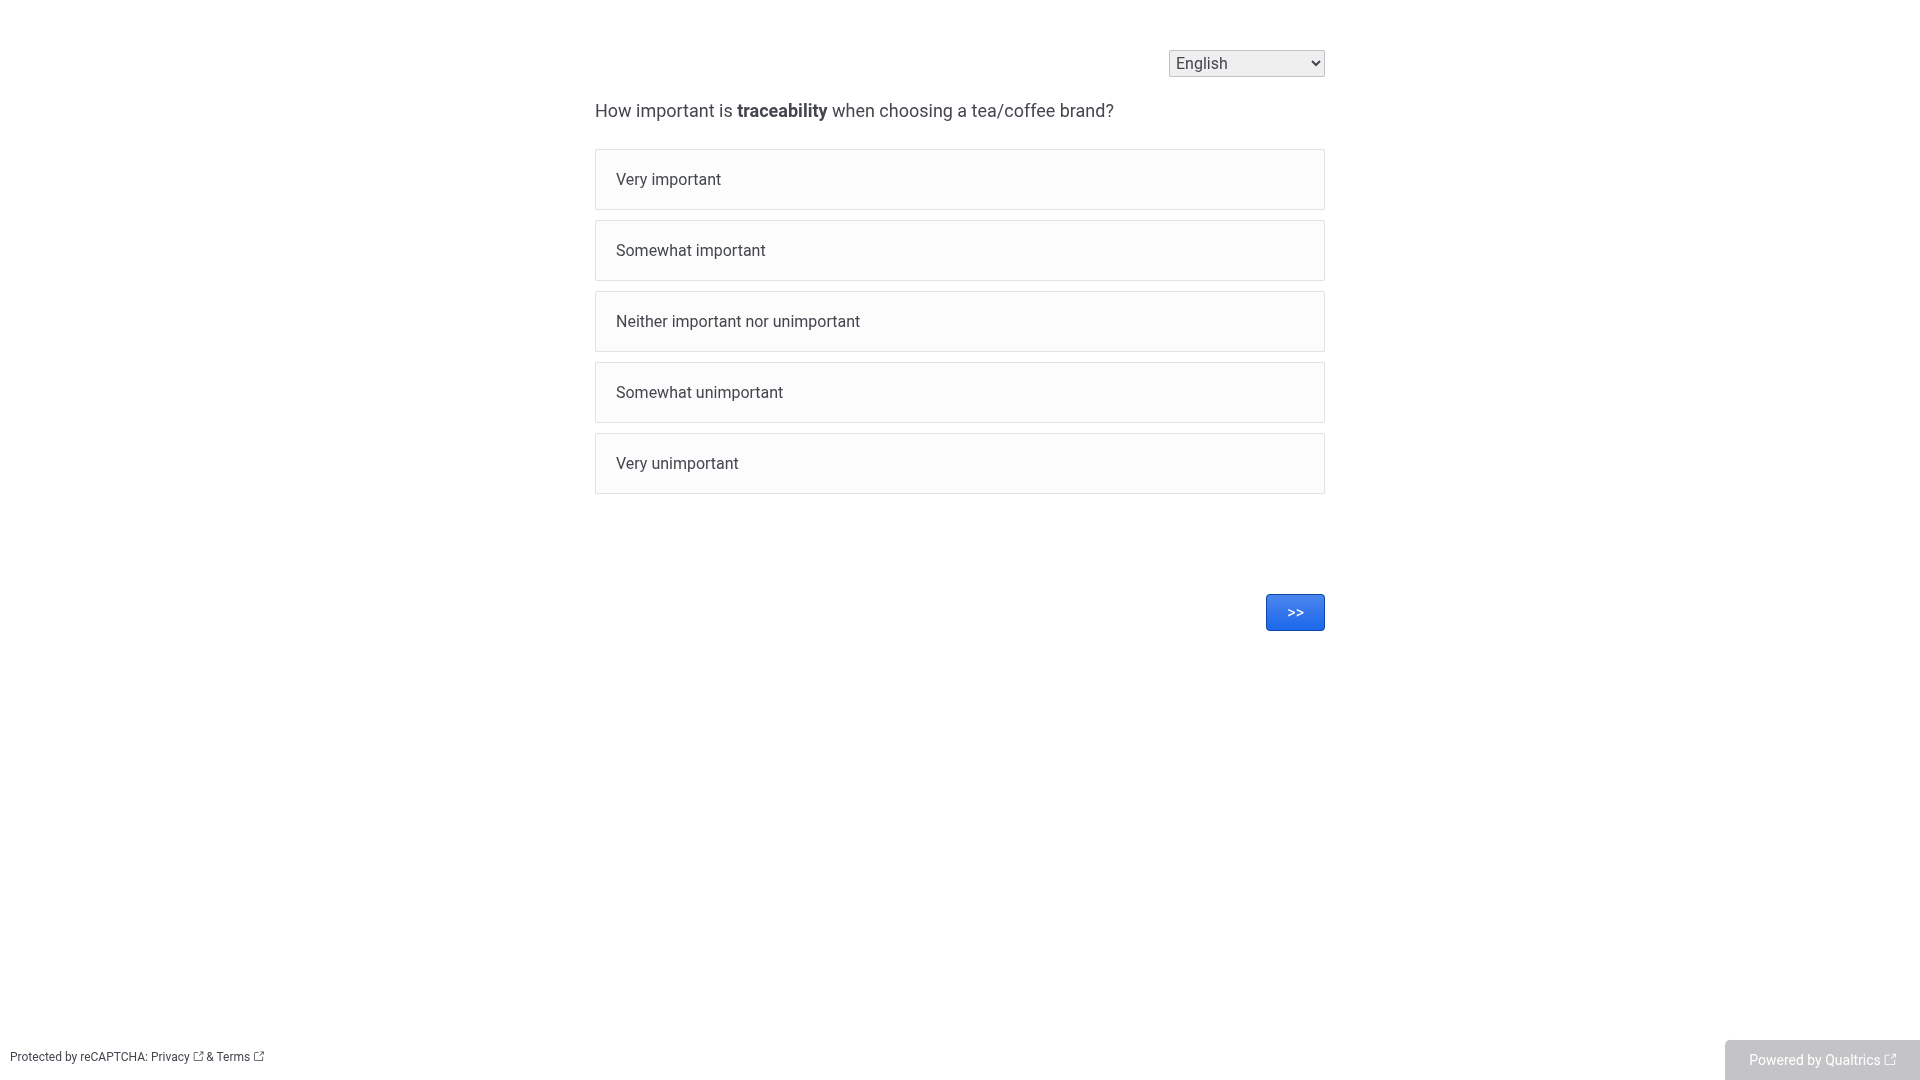 English
How important is traceability when choosing a tea/coffee brand?
Very important
Somewhat important
Neither important nor unimportant
Somewhat unimportant
Very unimportant
>>
Protected by reCAPTCHA: Privacy & Terms
Powered by Qualtrics